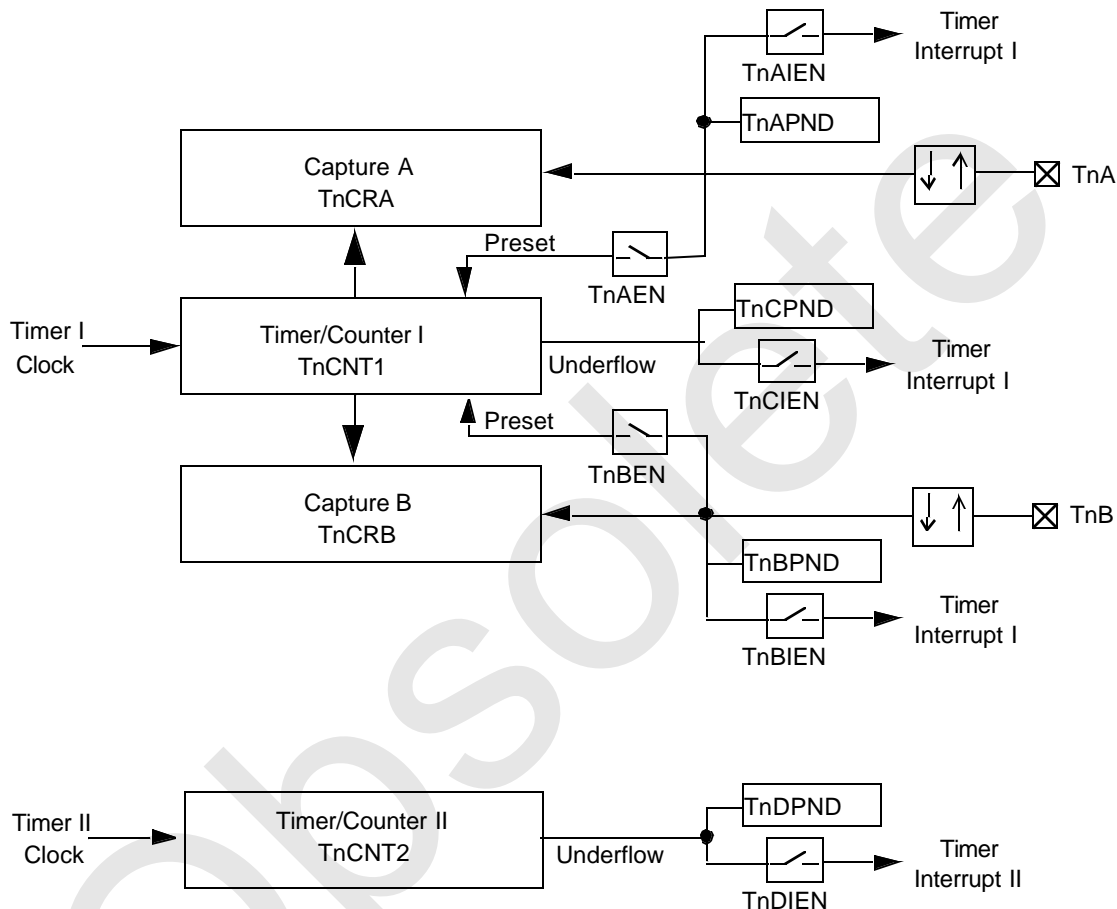 Timer
Interrupt I
TnAIEN
TnAPND
Capture A
TnCRA
TnA
Preset
TnAEN
TnCPND
Timer I
Clock
Timer/Counter I
TnCNT1
Underflow
Timer
Interrupt I
TnCIEN
Preset
TnBEN
Capture B
TnCRB
TnB
TnBPND
Timer
Interrupt I
TnBIEN
TnDPND
Timer II
Clock
Timer/Counter II
TnCNT2
Underflow
Timer
Interrupt II
TnDIEN
Obsolete